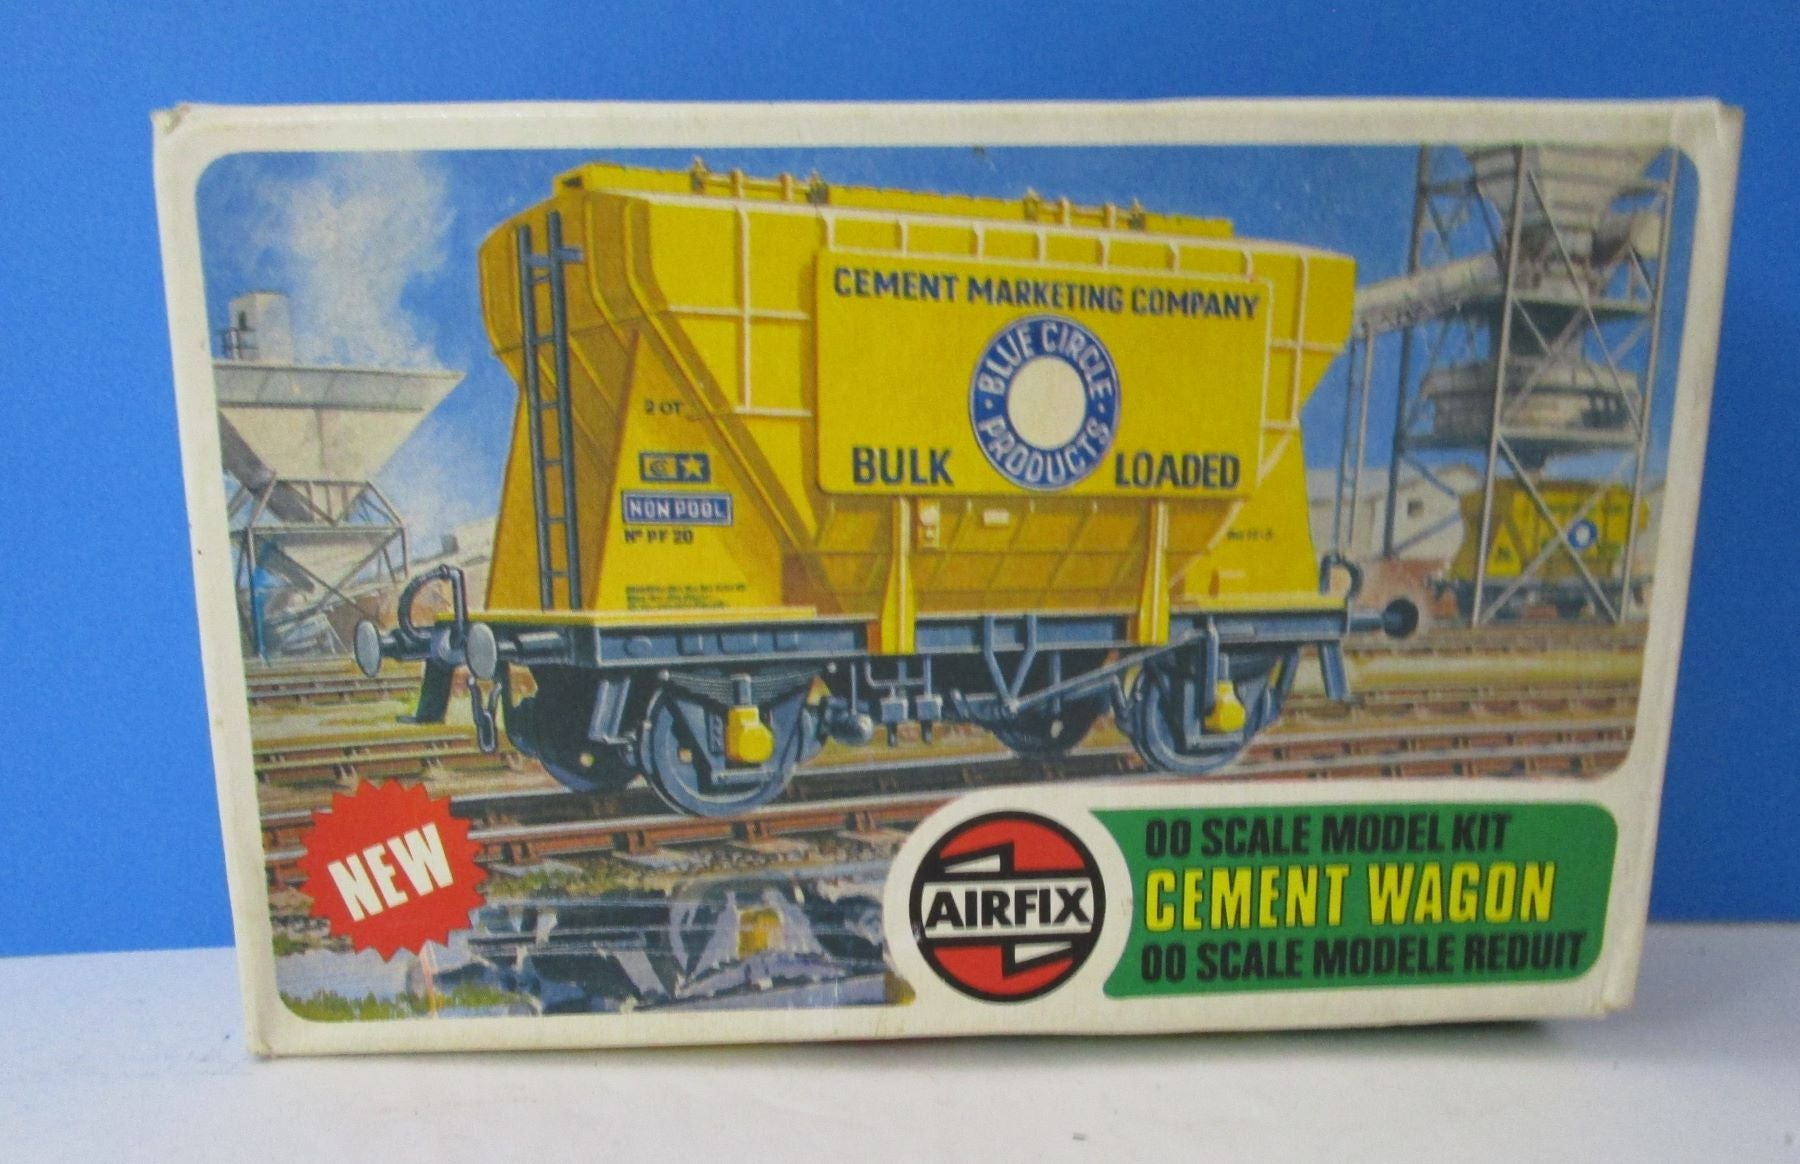 CEMENT MARKETING COMPANY
BLUE CIRCLE
PRODUCTS
BULK LOADED
20T
NON POOL
Nº PF 20
NEW
AIRFIX
00 SCALE MODEL KIT
CEMENT WAGON
00 SCALE MODELE REDUIT